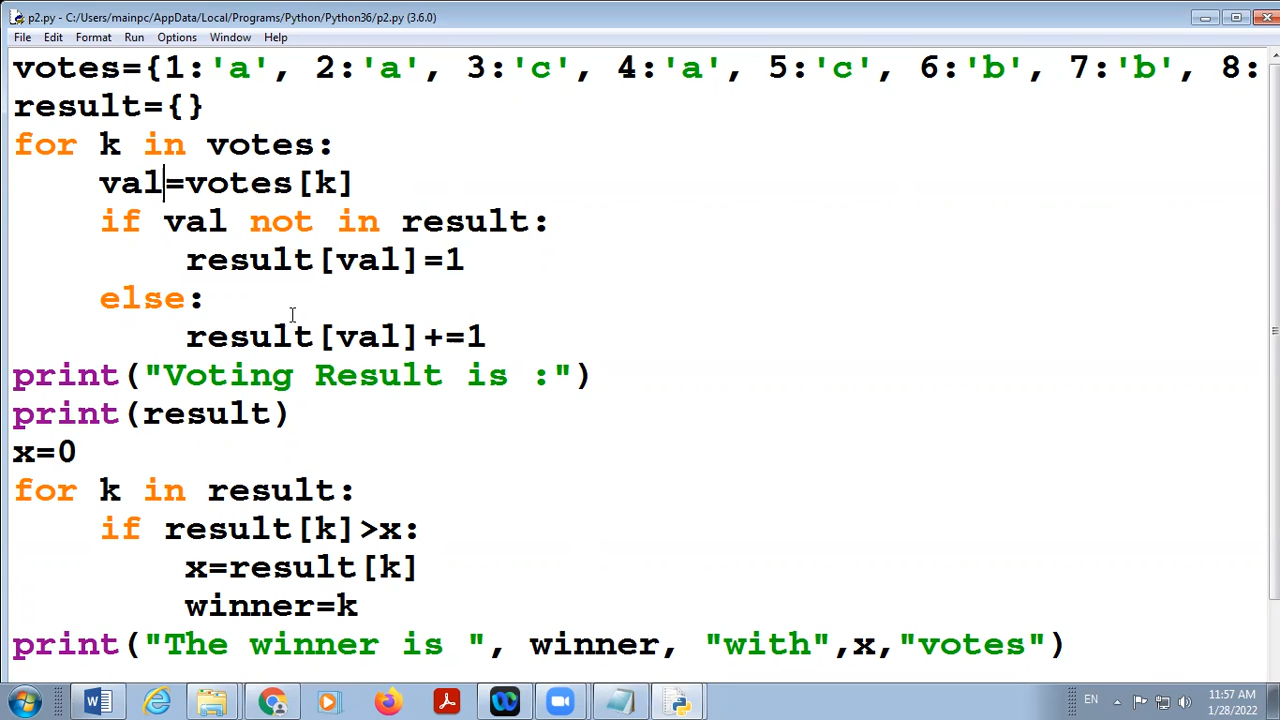 p2.py - C:/Users/mainpc/AppData/Local/Programs/Python/Python36/p2.py (3.6.0)
File Edit Format Run Options Window Help
votes={1:'a', 2:'a', 3:'c', 4:'a', 5:'c', 6:'b', 7:'b', 8:
result={}
for k in votes:
    val=votes[k]
    if val not in result:
        result[val]=1
    else:
        result[val]+=1
print("Voting Result is :")
print(result)
x=0
for k in result:
    if result[k]>x:
        x=result[k]
        winner=k
print("The winner is ", winner, "with",x,"votes")
EN
11:57 AM
1/28/2022